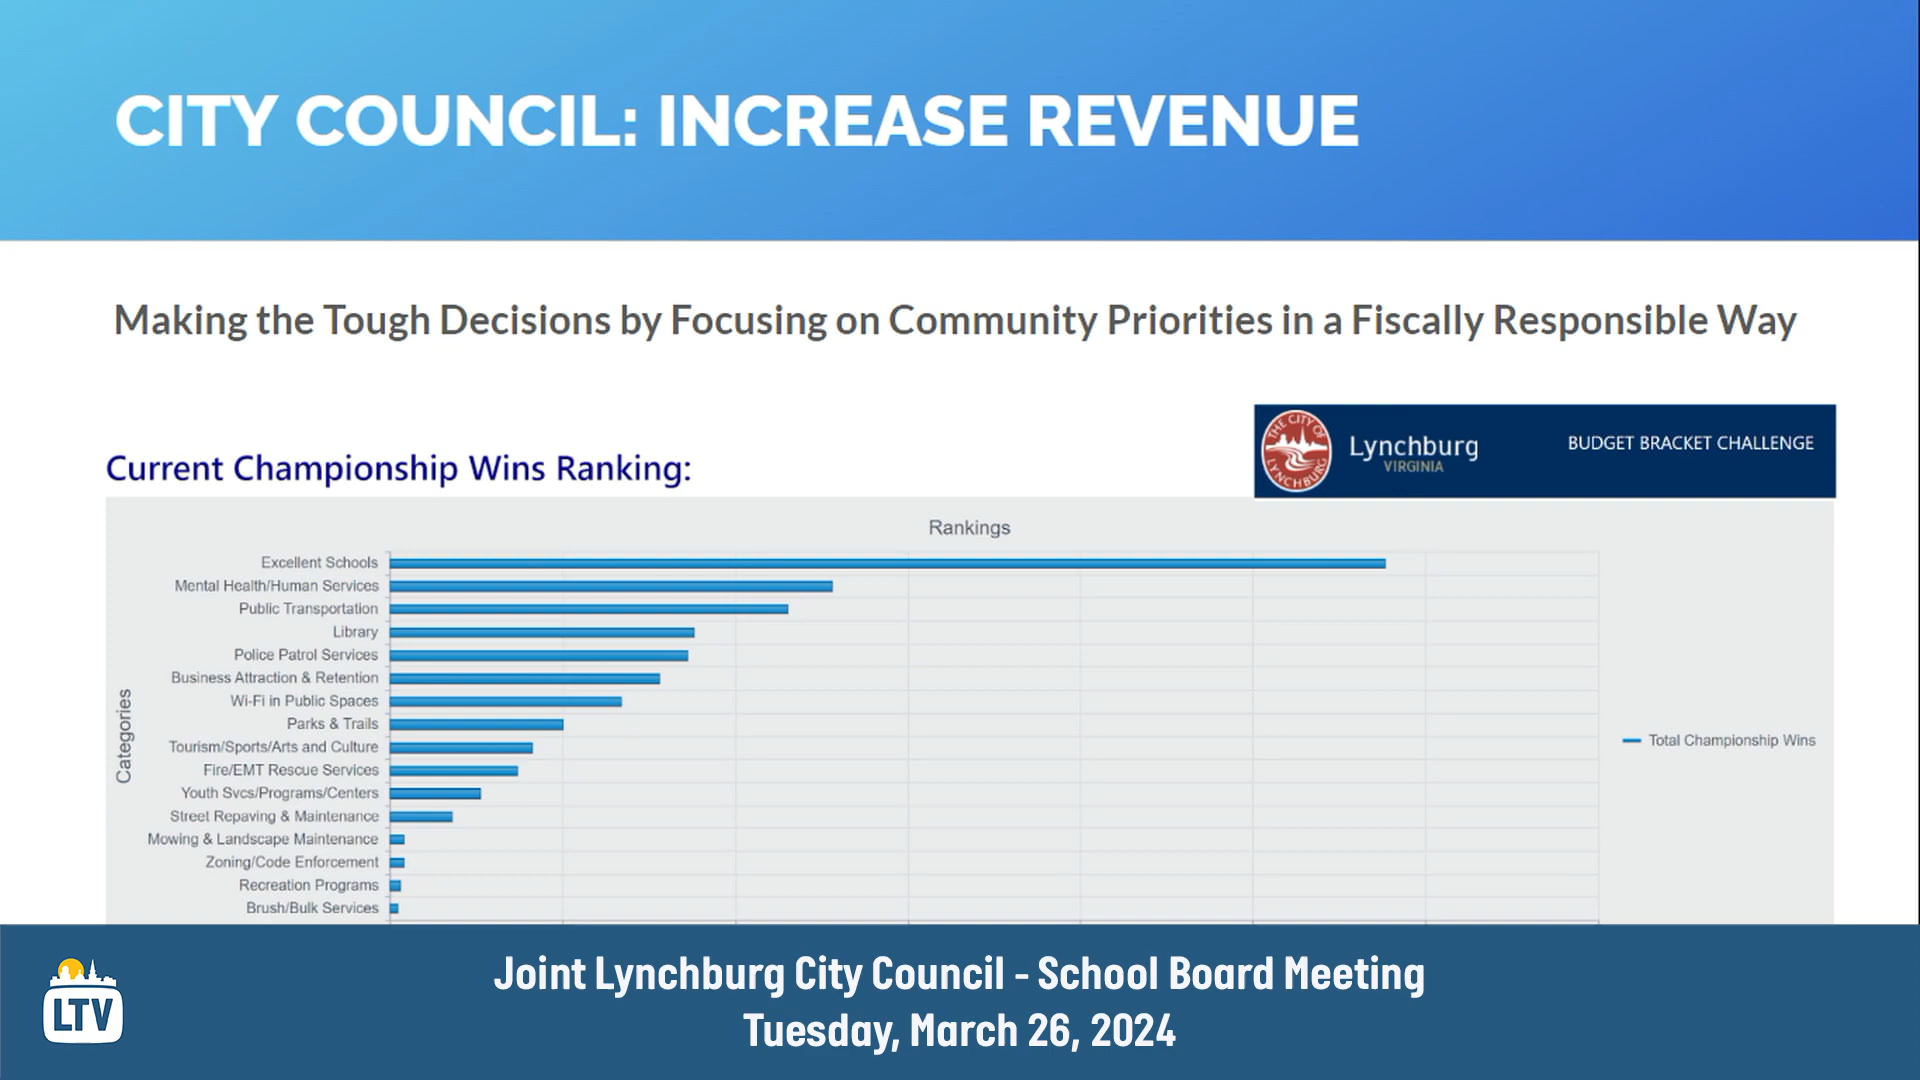 CITY COUNCIL: INCREASE REVENUE
Making the Tough Decisions by Focusing on Community Priorities in a Fiscally Responsible Way
THE CITY OF LYNCHBURG
Lynchburg
VIRGINIA
BUDGET BRACKET CHALLENGE
Current Championship Wins Ranking:
Rankings
Categories
Excellent Schools
Mental Health/Human Services
Public Transportation
Library
Police Patrol Services
Business Attraction & Retention
Wi-Fi in Public Spaces
Parks & Trails
Tourism/Sports/Arts and Culture
Fire/EMT Rescue Services
Youth Svcs/Programs/Centers
Street Repaving & Maintenance
Mowing & Landscape Maintenance
Zoning/Code Enforcement
Recreation Programs
Brush/Bulk Services
Total Championship Wins
LTV
Joint Lynchburg City Council - School Board Meeting
Tuesday, March 26, 2024